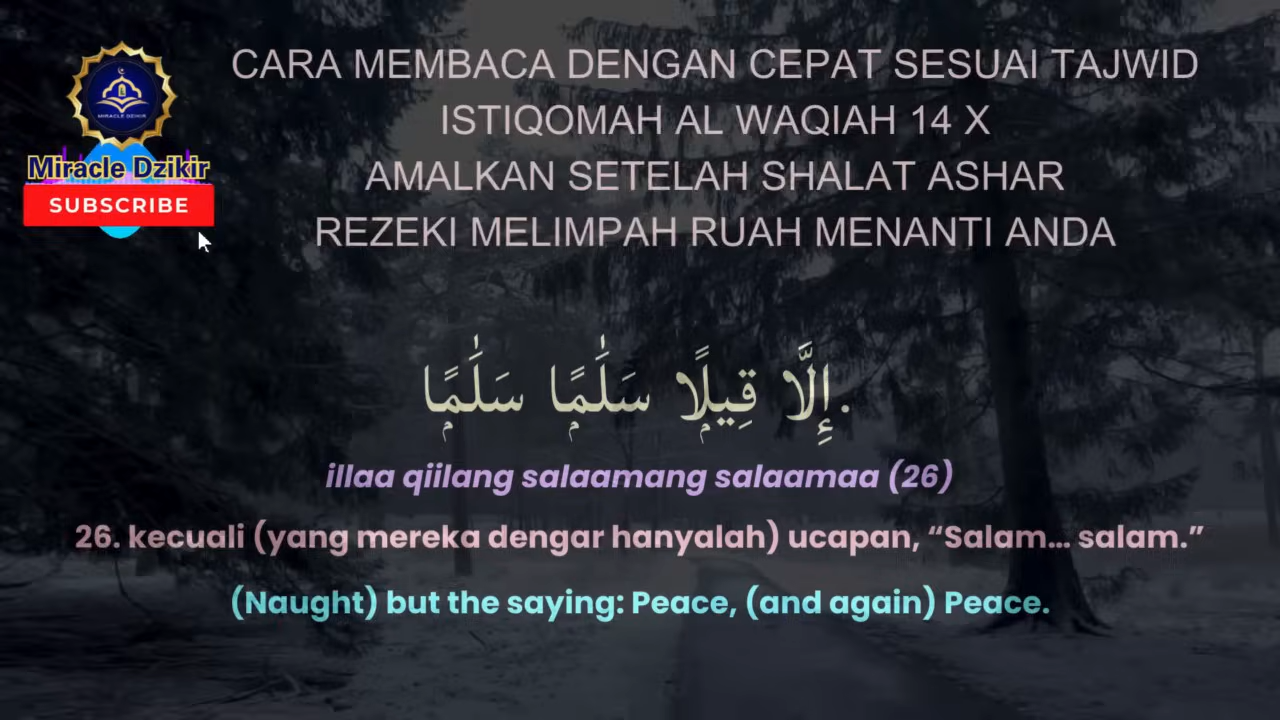 CARA MEMBACA DENGAN CEPAT SESUAI TAJWID
ISTIQOMAH AL WAQIAH 14 X
AMALKAN SETELAH SHALAT ASHAR
REZEKI MELIMPAH RUAH MENANTI ANDA
MIRACLE DZIKIR
Miracle Dzikir
SUBSCRIBE
إِلَّا قِيلًۭا سَلَٰمًۭا سَلَٰمًۭا.
illaa qiilang salaamang salaamaa (26)
26. kecuali (yang mereka dengar hanyalah) ucapan, “Salam... salam.”
(Naught) but the saying: Peace, (and again) Peace.